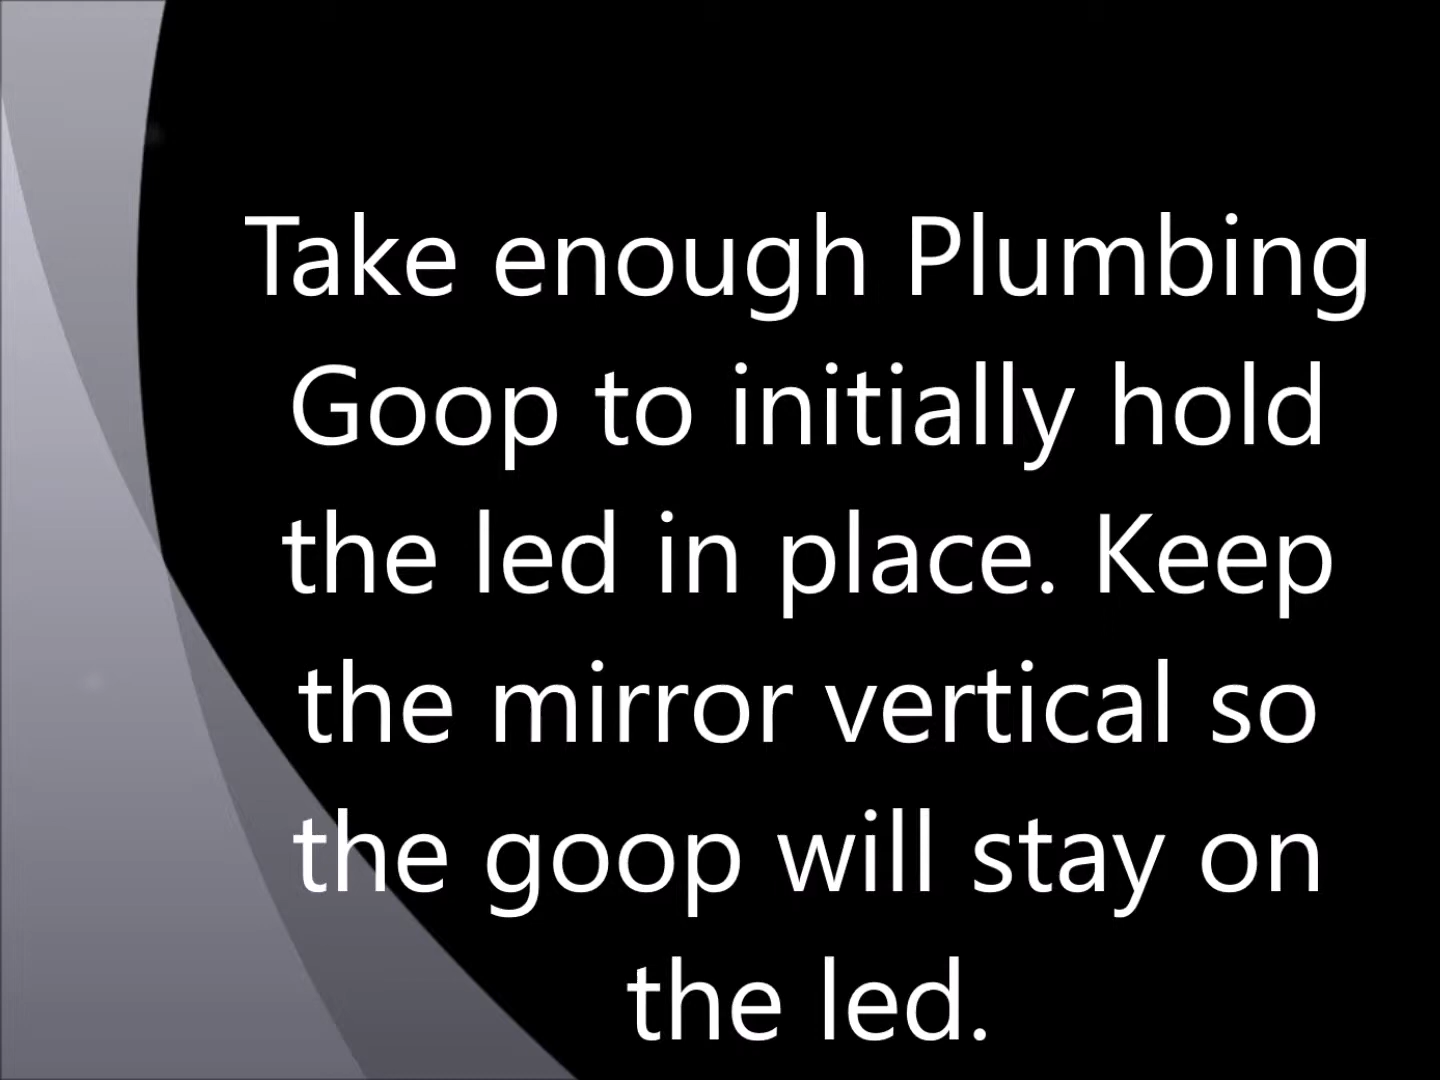 Take enough Plumbing
Goop to initially hold
the led in place. Keep
the mirror vertical so
the goop will stay on
the led.